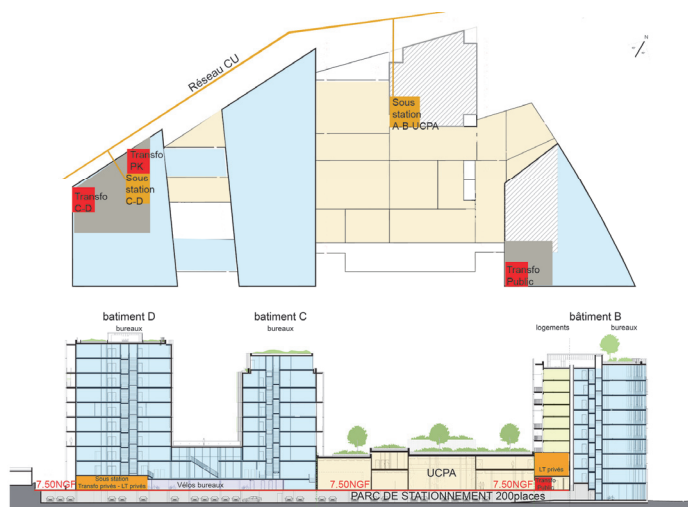 N
Réseau CU
Sous
station
A-B-UCPA
Transfo
PK
Sous
station
C-D
Transfo
C-D
Transfo
Public
batiment D
bureaux
batiment C
bureaux
bâtiment B
logements
bureaux
LT privés
UCPA
Sous station
Transfo privés - LT privés
Vélos bureaux
Transfo
7.50NGF
7.50NGF
7.50NGF
PARC DE STATIONNEMENT 200places